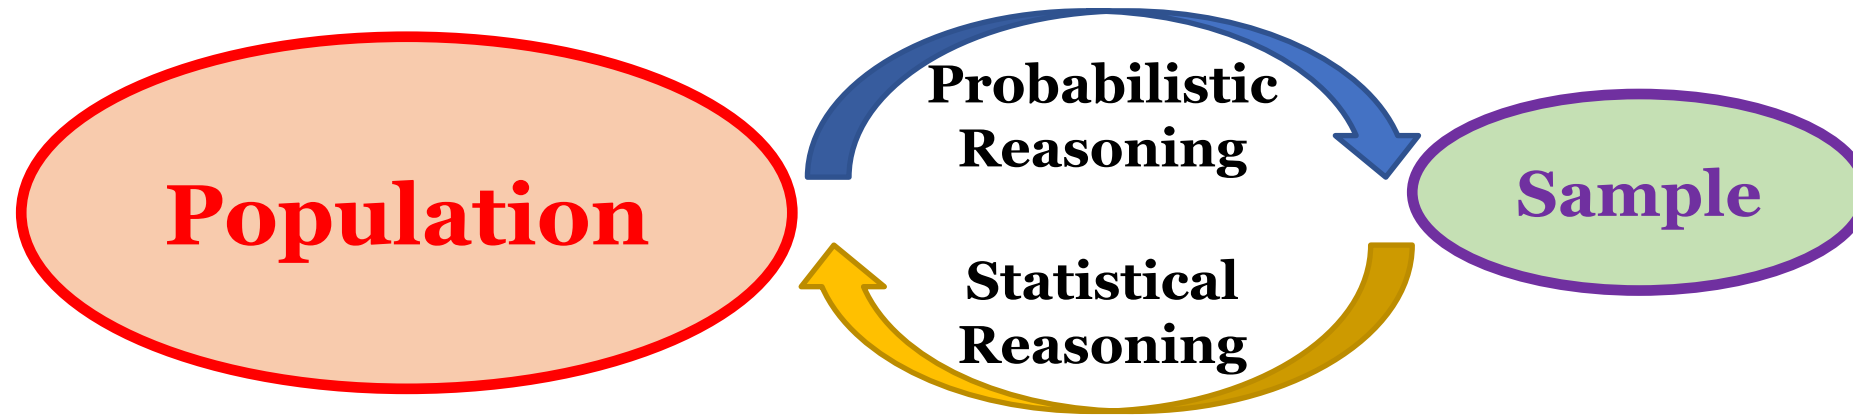 Population
Probabilistic
Reasoning
Sample
Statistical
Reasoning